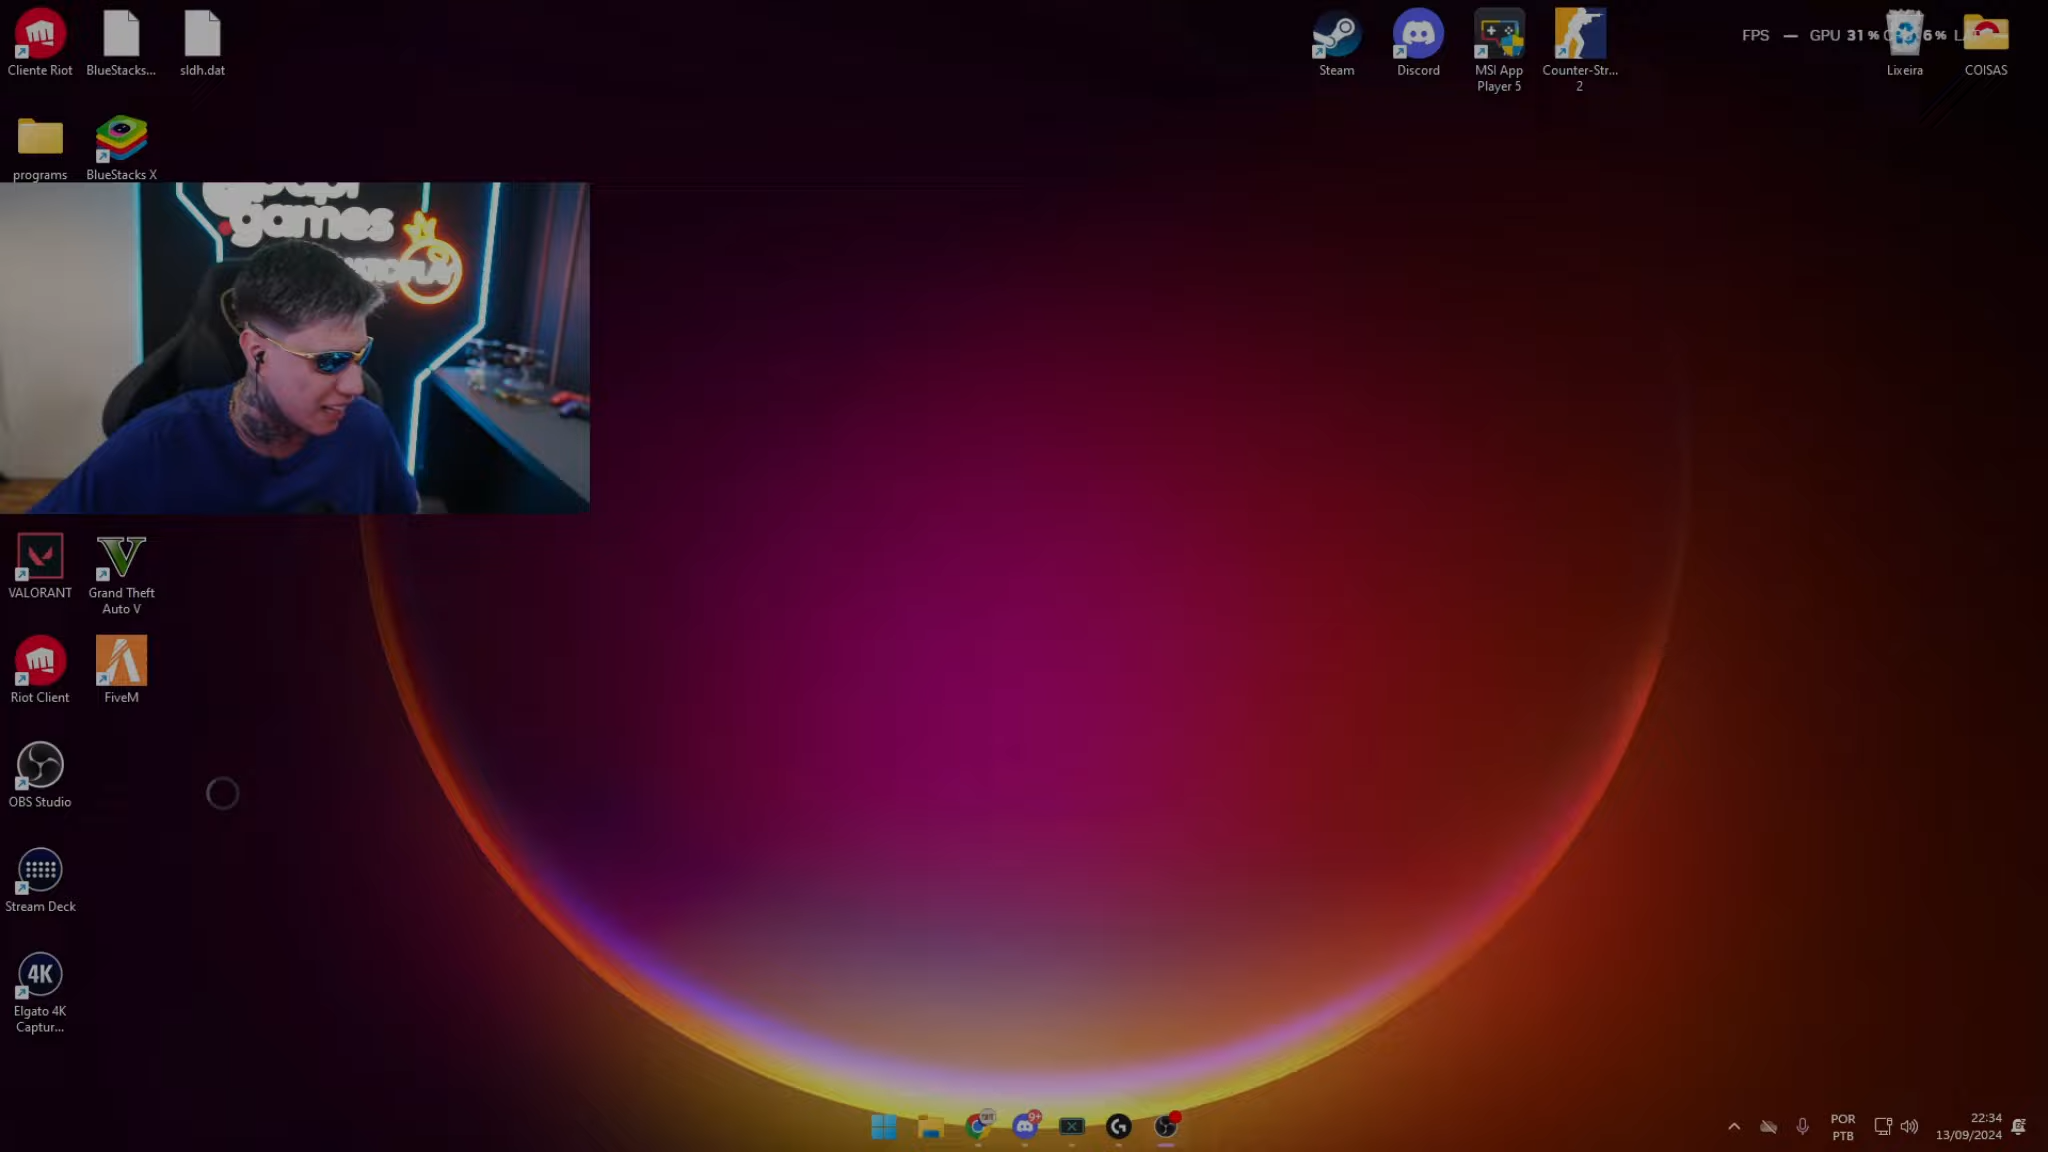 Cliente Riot
BlueStacks...
sldh.dat
Steam
Discord
MSI App
Player 5
Counter-Str...
2
FPS — GPU 31 % 6 %
Lixeira
COISAS
programs
BlueStacks X
games
VALORANT
Grand Theft
Auto V
Riot Client
FiveM
OBS Studio
Stream Deck
4K
Elgato 4K
Captur...
9+
POR
PTB
22:34
13/09/2024